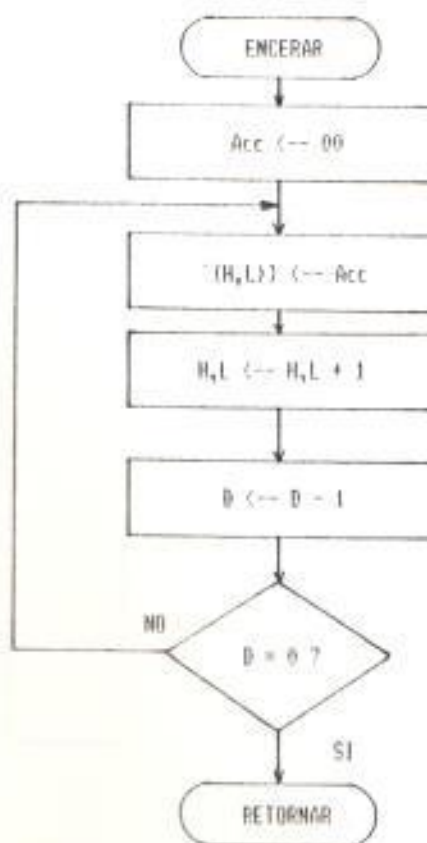 ENCERAR
Acc <-- 00
[(H,L)] <-- Acc
H,L <-- H,L + 1
D <-- D - 1
D = 0 ?
NO
SI
RETORNAR